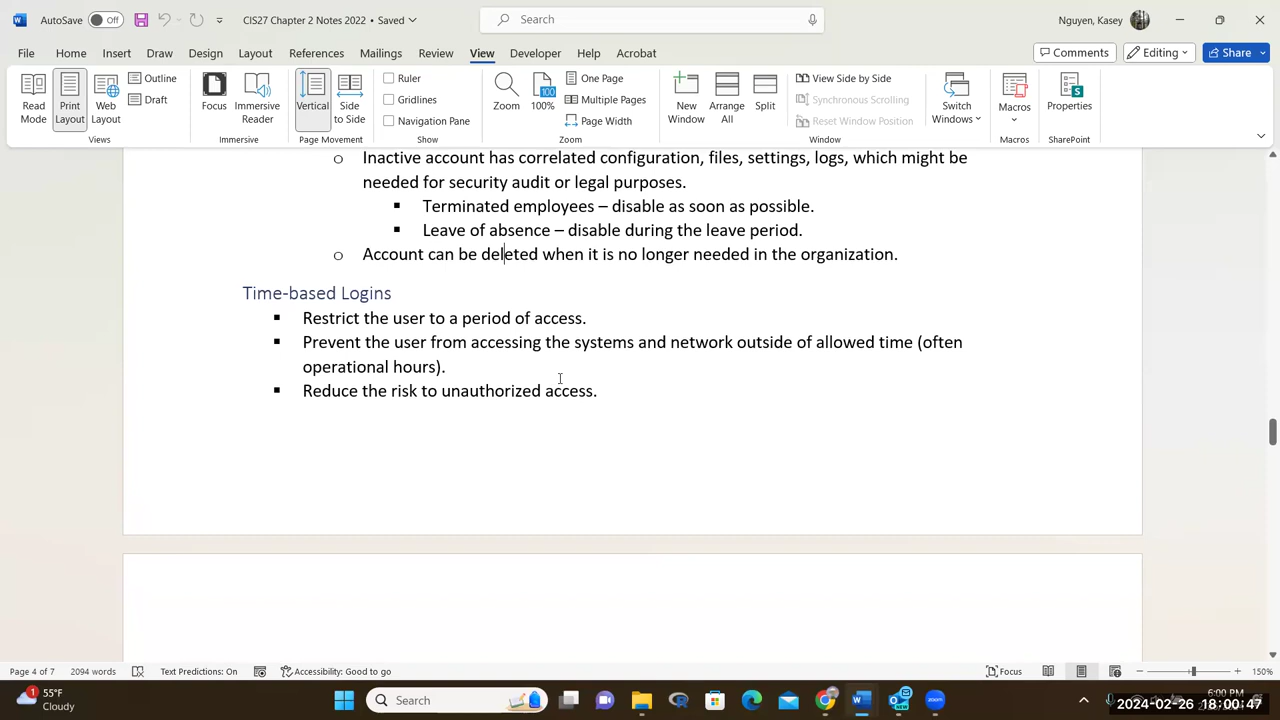 AutoSave Off CIS27 Chapter 2 Notes 2022 • Saved Search Nguyen, Kasey
File Home Insert Draw Design Layout References Mailings Review View Developer Help Acrobat Comments Editing Share
Read Mode Print Layout Web Layout Outline Draft Focus Immersive Reader Vertical Side to Side Ruler Gridlines Navigation Pane Zoom 100 100% One Page Multiple Pages Page Width New Window Arrange All Split View Side by Side Synchronous Scrolling Reset Window Position Switch Windows Macros Properties
Views Immersive Page Movement Show Zoom Window Macros SharePoint
o Inactive account has correlated configuration, files, settings, logs, which might be
needed for security audit or legal purposes.
▪ Terminated employees – disable as soon as possible.
▪ Leave of absence – disable during the leave period.
o Account can be deleted when it is no longer needed in the organization.
Time-based Logins
▪ Restrict the user to a period of access.
▪ Prevent the user from accessing the systems and network outside of allowed time (often
operational hours).
▪ Reduce the risk to unauthorized access.
Page 4 of 7 2094 words Text Predictions: On Accessibility: Good to go Focus 150%
1 55°F Search 6:00 PM
Cloudy 2024-02-26 18:00:47